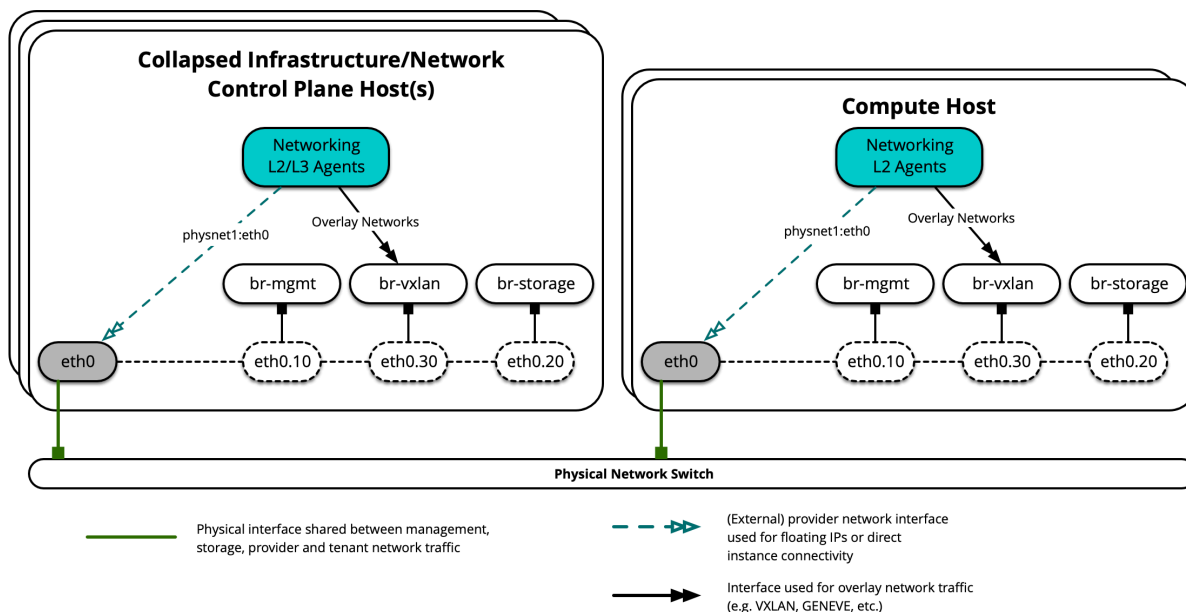 Collapsed Infrastructure/Network
Control Plane Host(s)
Networking
L2/L3 Agents
physnet1:eth0
Overlay Networks
br-mgmt
br-vxlan
br-storage
eth0
eth0.10
eth0.30
eth0.20
Compute Host
Networking
L2 Agents
physnet1:eth0
Overlay Networks
br-mgmt
br-vxlan
br-storage
eth0
eth0.10
eth0.30
eth0.20
Physical Network Switch
Physical interface shared between management,
storage, provider and tenant network traffic
(External) provider network interface
used for floating IPs or direct
instance connectivity
Interface used for overlay network traffic
(e.g. VXLAN, GENEVE, etc.)